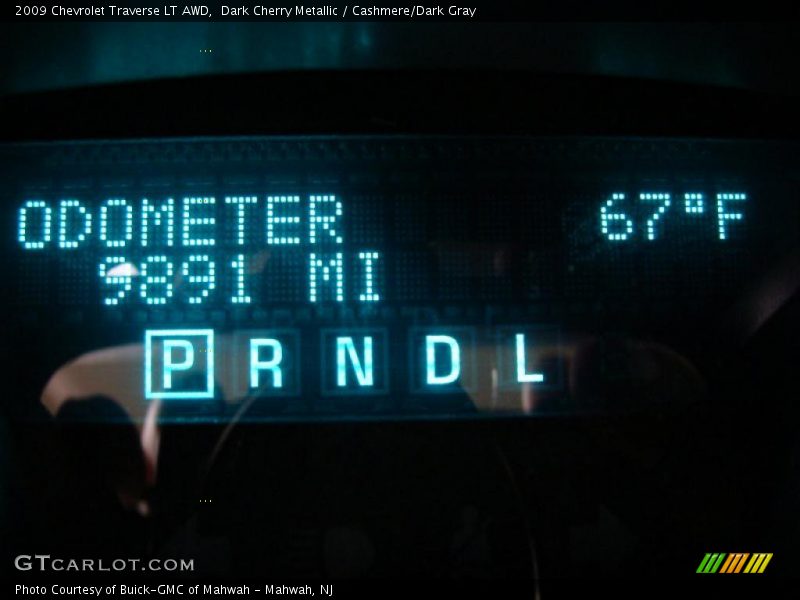 2009 Chevrolet Traverse LT AWD,  Dark Cherry Metallic / Cashmere/Dark Gray
ODOMETER 67°F
9891 MI
P R N D L
GTCARLOT.COM
Photo Courtesy of Buick-GMC of Mahwah - Mahwah, NJ